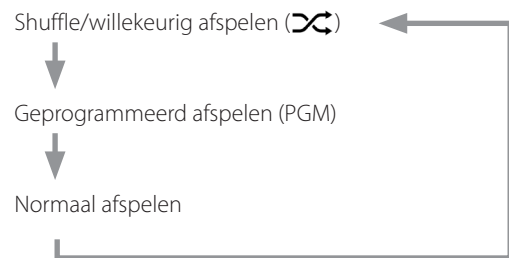 Shuffle/willekeurig afspelen (🔀)
Geprogrammeerd afspelen (PGM)
Normaal afspelen